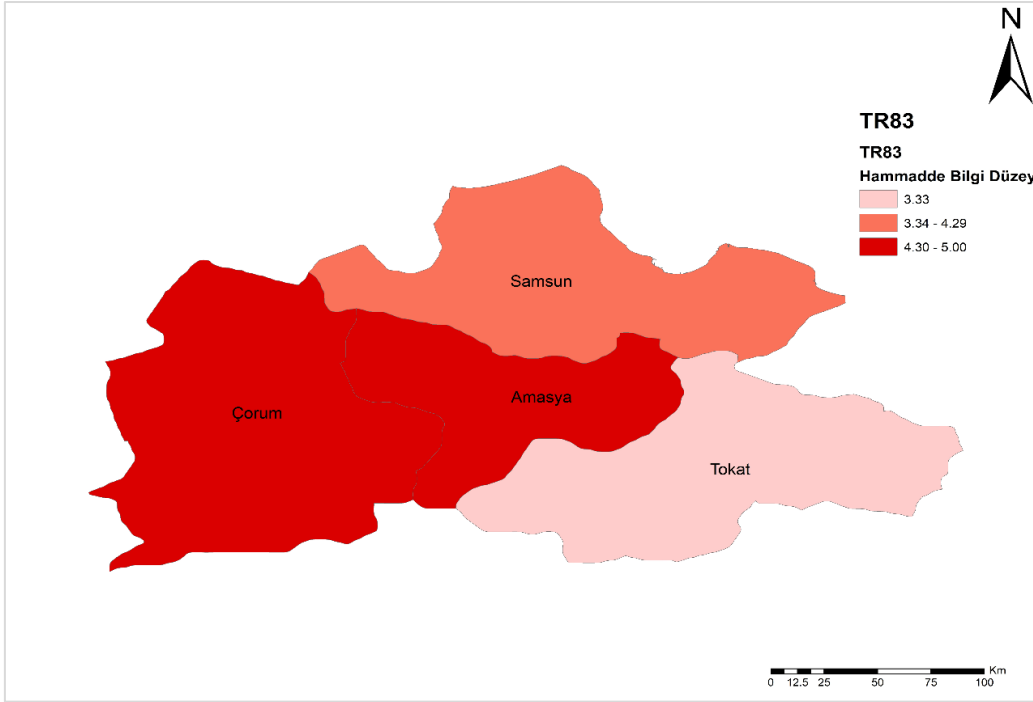 N
TR83
TR83
Hammadde Bilgi Düzey
3.33
3.34 - 4.29
4.30 - 5.00
Samsun
Amasya
Çorum
Tokat
Km
0 12.5 25 50 75 100